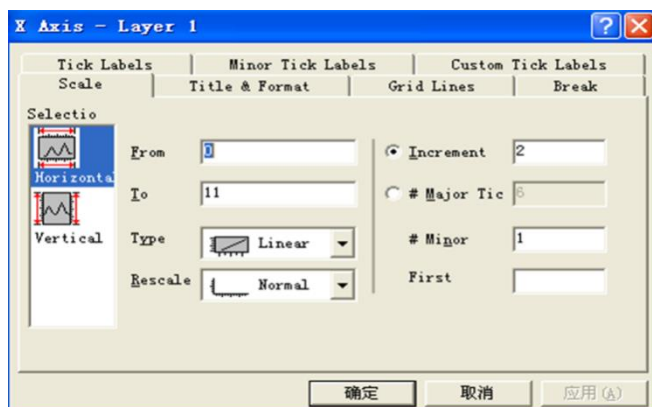 X Axis - Layer 1
Tick Labels Minor Tick Labels Custom Tick Labels
Scale Title & Format Grid Lines Break
Selectio
Horizonta
Vertical
From 0
To 11
Type Linear
Rescale Normal
Increment 2
# Major Tic 6
# Minor 1
First
确定 取消 应用(A)